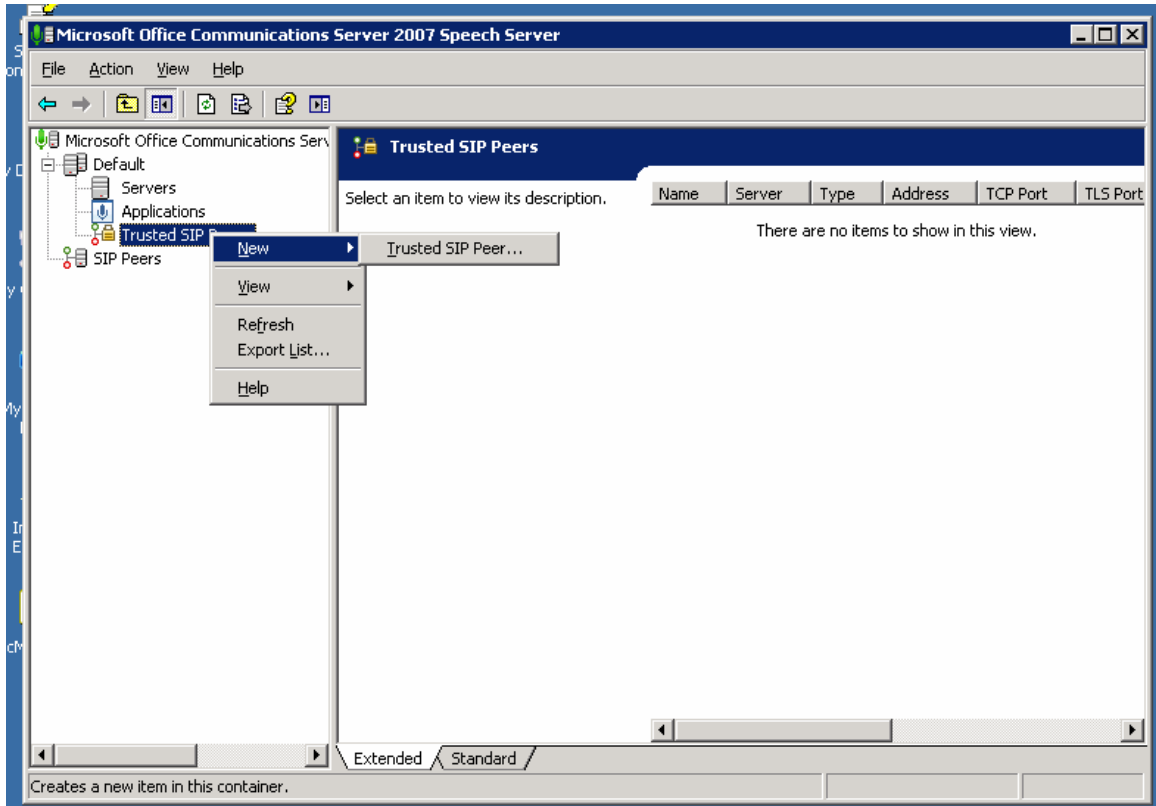 Microsoft Office Communications Server 2007 Speech Server
File Action View Help
Microsoft Office Communications Serv
Default
Servers
Applications
Trusted SIP
SIP Peers
New
Trusted SIP Peer...
View
Refresh
Export List...
Help
Trusted SIP Peers
Select an item to view its description.
Name Server Type Address TCP Port TLS Port
There are no items to show in this view.
Extended Standard
Creates a new item in this container.